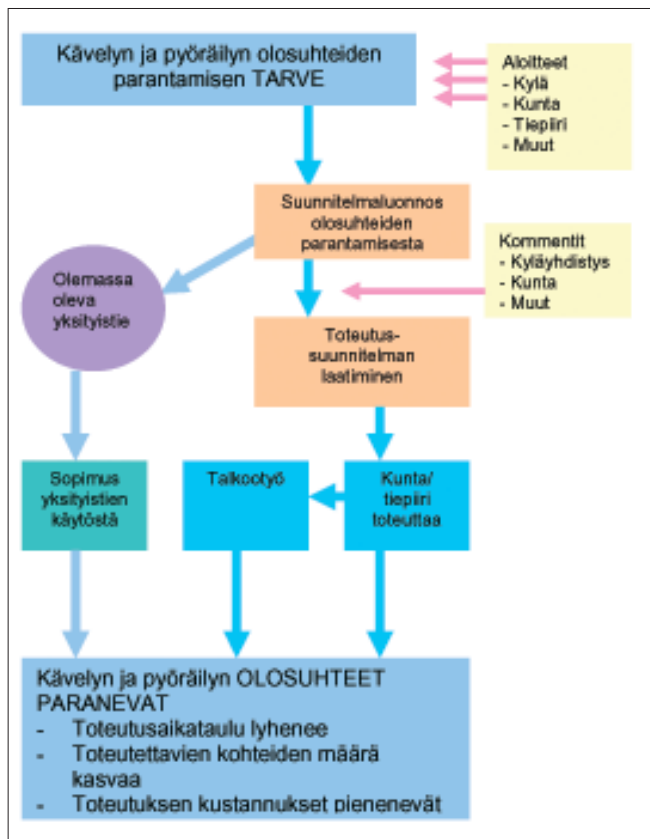 Kävelyn ja pyöräilyn olosuhteiden
parantamisen TARVE
Aloitteet
- Kylä
- Kunta
- Tiepiiri
- Muut
Suunnitelmaluonnos
olosuhteiden
parantamisesta
Kommentit
- Kyläyhdistys
- Kunta
- Muut
Olemassa
oleva
yksityistie
Toteutus-
suunnitelman
laatiminen
Sopimus
yksityistien
käytöstä
Talkootyö
Kunta/
tiepiiri
toteuttaa
Kävelyn ja pyöräilyn OLOSUHTEET
PARANEVAT
- Toteutusaikataulu lyhenee
- Toteutettavien kohteiden määrä
kasvaa
- Toteutuksen kustannukset pienenevät